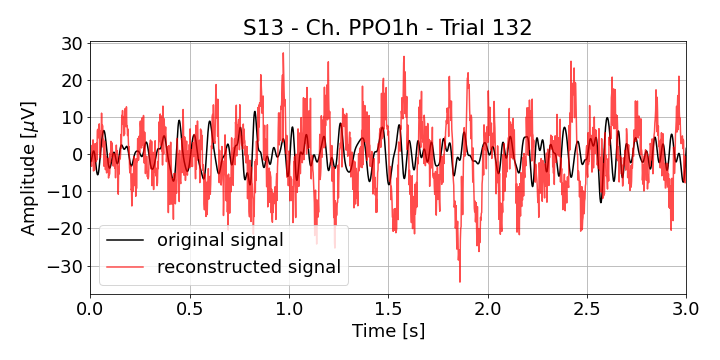 S13 - Ch. PPO1h - Trial 132
30
20
10
0
−10
−20
−30
Amplitude [μV]
original signal
reconstructed signal
0.0 0.5 1.0 1.5 2.0 2.5 3.0
Time [s]